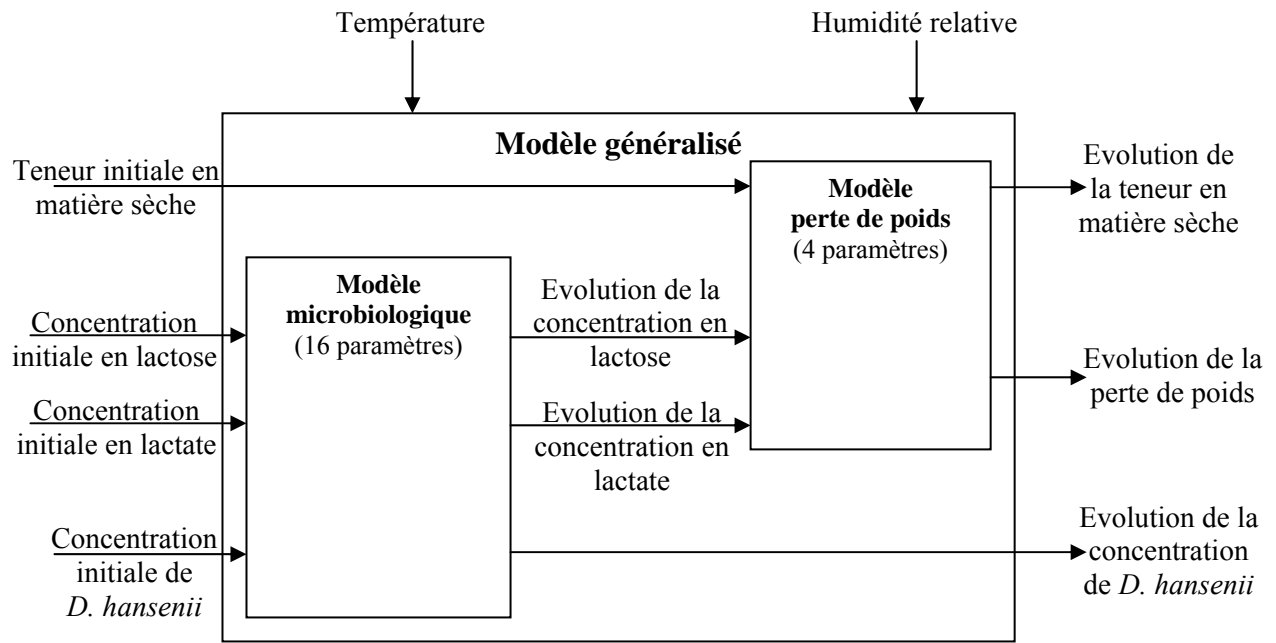 Température
Humidité relative
Modèle généralisé
Teneur initiale en
matière sèche
Modèle
perte de poids
(4 paramètres)
Evolution de
la teneur en
matière sèche
Modèle
microbiologique
(16 paramètres)
Concentration
initiale en lactose
Evolution de la
concentration en
lactose
Evolution de la
perte de poids
Concentration
initiale en lactate
Evolution de la
concentration en
lactate
Concentration
initiale de
D. hansenii
Evolution de la
concentration
de D. hansenii